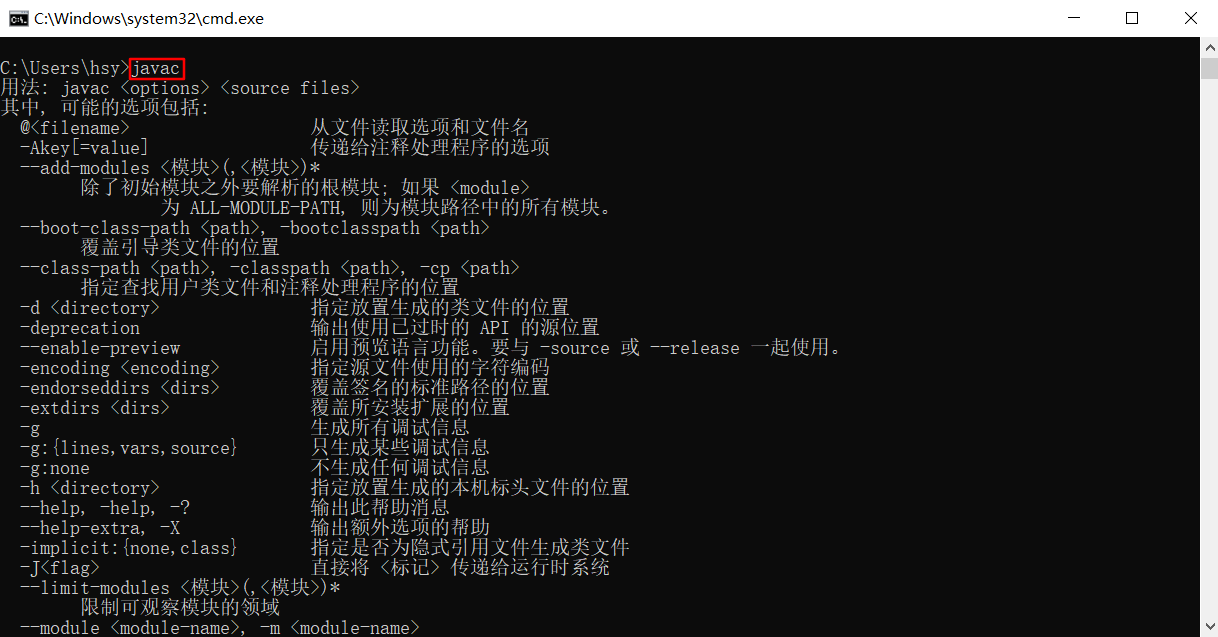 C:\Windows\system32\cmd.exe
C:\Users\hsy>javac
用法: javac <options> <source files>
其中, 可能的选项包括:
@<filename> 从文件读取选项和文件名
-Akey[=value] 传递给注释处理程序的选项
--add-modules <模块>(,<模块>)*
除了初始模块之外要解析的根模块; 如果 <module>
为 ALL-MODULE-PATH, 则为模块路径中的所有模块。
--boot-class-path <path>, -bootclasspath <path>
覆盖引导类文件的位置
--class-path <path>, -classpath <path>, -cp <path>
指定查找用户类文件和注释处理程序的位置
-d <directory> 指定放置生成的类文件的位置
-deprecation 输出使用已过时的 API 的源位置
--enable-preview 启用预览语言功能。要与 -source 或 --release 一起使用。
-encoding <encoding> 指定源文件使用的字符编码
-endorseddirs <dirs> 覆盖签名的标准路径的位置
-extdirs <dirs> 覆盖所安装扩展的位置
-g 生成所有调试信息
-g:{lines,vars,source} 只生成某些调试信息
-g:none 不生成任何调试信息
-h <directory> 指定放置生成的本机标头文件的位置
--help, -help, -? 输出此帮助消息
--help-extra, -X 输出额外选项的帮助
-implicit:{none,class} 指定是否为隐式引用文件生成类文件
-J<flag> 直接将 <标记> 传递给运行时系统
--limit-modules <模块>(,<模块>)*
限制可观察模块的领域
--module <module-name>, -m <module-name>